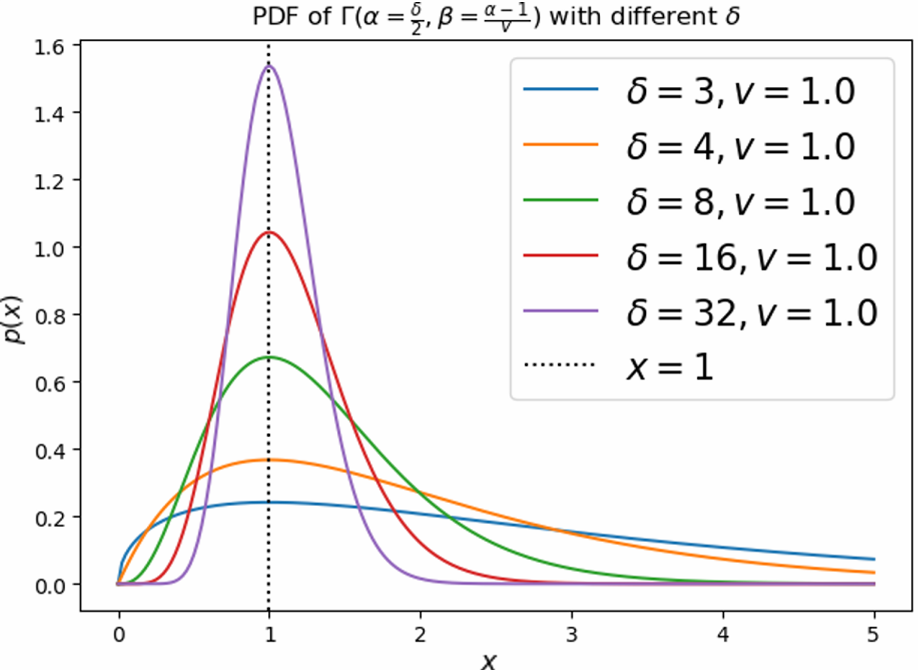 PDF of Γ(α = δ/2, β = α−1/v) with different δ
1.6
1.4
1.2
1.0
0.8
0.6
0.4
0.2
0.0
p(x)
δ = 3, v = 1.0
δ = 4, v = 1.0
δ = 8, v = 1.0
δ = 16, v = 1.0
δ = 32, v = 1.0
x = 1
0 1 2 3 4 5
x